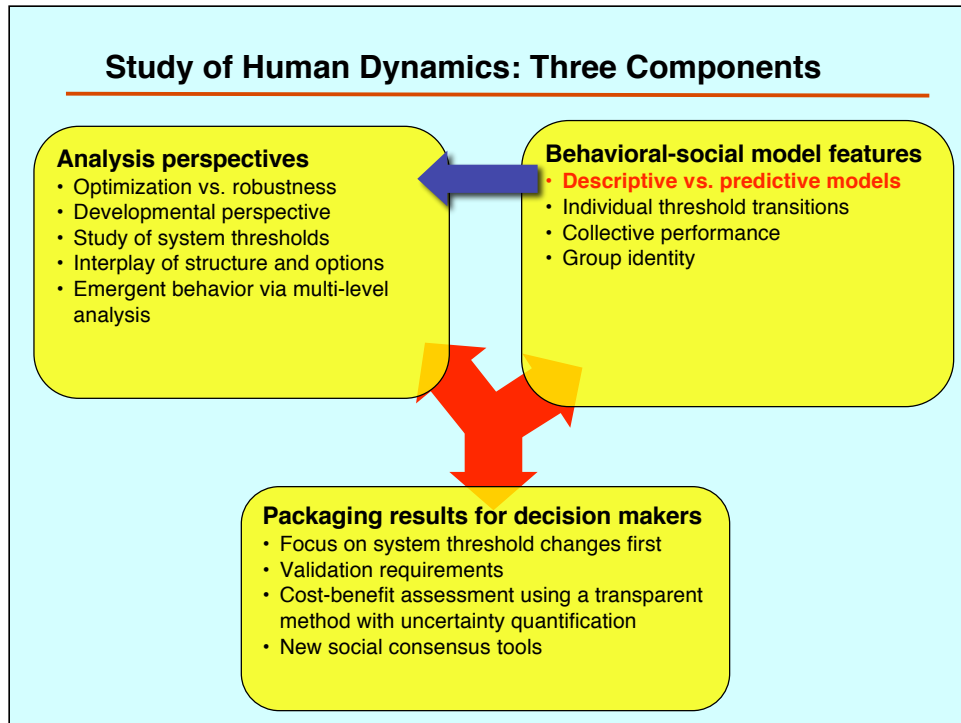 Study of Human Dynamics: Three Components
Analysis perspectives
• Optimization vs. robustness
• Developmental perspective
• Study of system thresholds
• Interplay of structure and options
• Emergent behavior via multi-level
analysis
Behavioral-social model features
• Descriptive vs. predictive models
• Individual threshold transitions
• Collective performance
• Group identity
Packaging results for decision makers
• Focus on system threshold changes first
• Validation requirements
• Cost-benefit assessment using a transparent
method with uncertainty quantification
• New social consensus tools